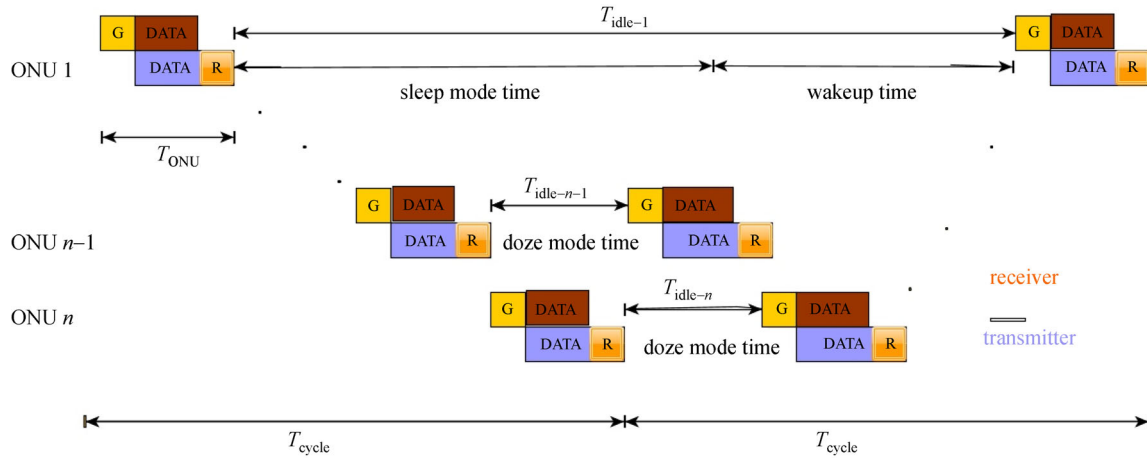 T_idle–1
G DATA G DATA
ONU 1 DATA R DATA R
sleep mode time wakeup time
T_ONU
T_idle–n–1
G DATA G DATA
ONU n–1 DATA R doze mode time DATA R
T_idle–n
receiver
G DATA G DATA
ONU n
DATA R doze mode time DATA R transmitter
T_cycle T_cycle